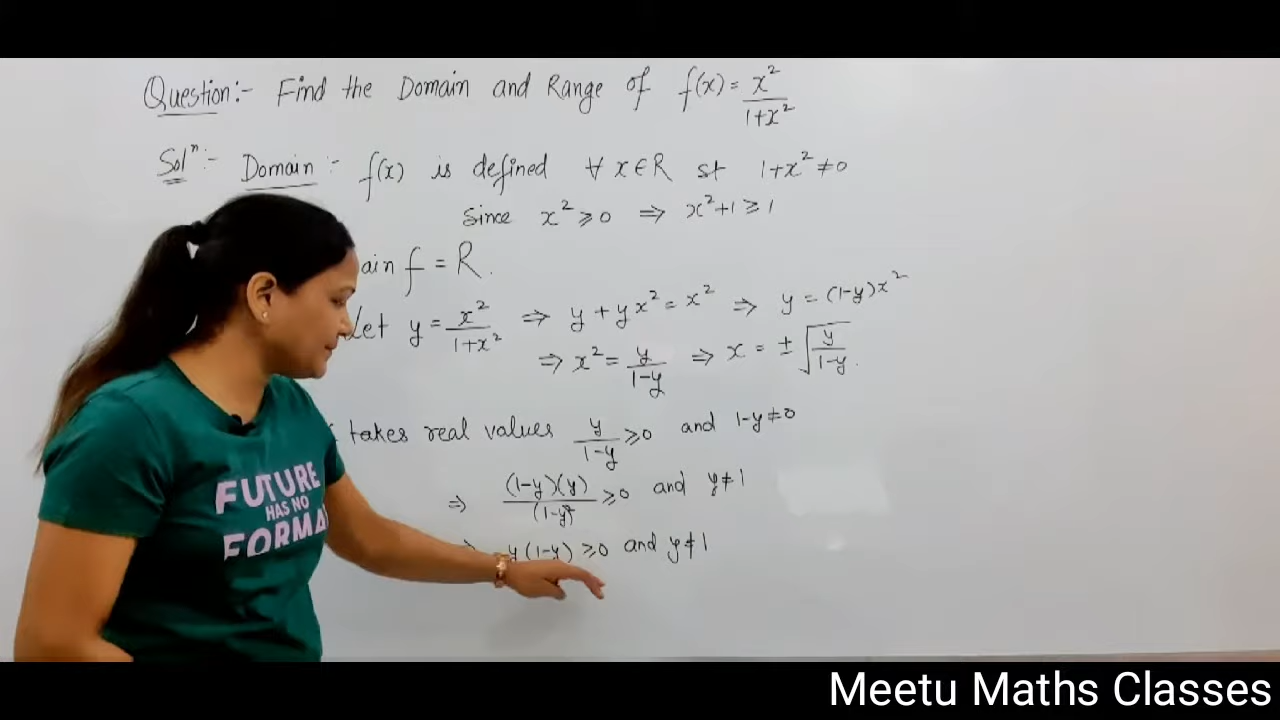 Question:- Find the Domain and Range of f(x) = x²/(1+x²)
Solⁿ:- Domain:- f(x) is defined ∀ x∈R st 1+x²≠0
Since x²⩾0 ⇒ x²+1⩾1
ain f = R.
Let y = x²/(1+x²) ⇒ y+yx² = x² ⇒ y = (1-y)x²
⇒ x² = y/(1-y) ⇒ x = ± √(y/(1-y)).
takes real values y/(1-y) ⩾0 and 1-y≠0
⇒ (1-y)(y)/(1-y)² ⩾0 and y≠1
y(1-y) ⩾0 and y≠1
FUTURE
HAS NO
FORMA
Meetu Maths Classes